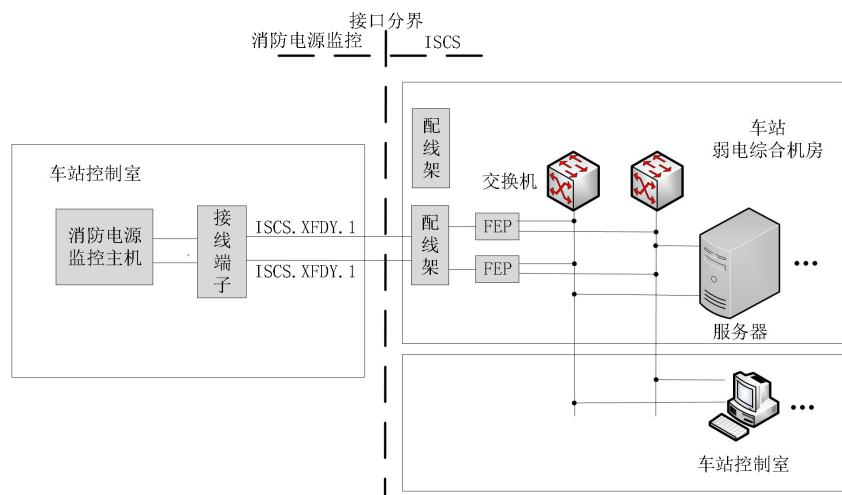 接口分界
消防电源监控
ISCS
车站控制室
消防电源
监控主机
接线端子
ISCS.XFDY.1
ISCS.XFDY.1
配线架
配线架
FEP
FEP
交换机
车站
弱电综合机房
服务器
车站控制室